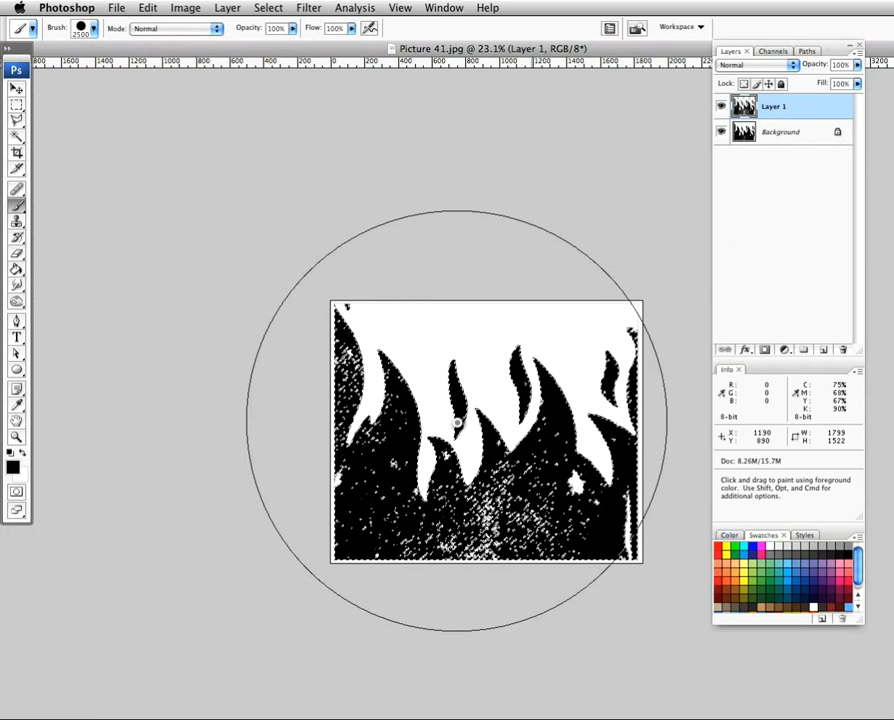 Photoshop File Edit Image Layer Select Filter Analysis View Window Help
Brush: 2500 Mode: Normal Opacity: 100% Flow: 100% Workspace
Picture 41.jpg @ 23.1% (Layer 1, RGB/8*)
Ps
T
Layers Channels Paths
Normal Opacity: 100%
Lock: Fill: 100%
Layer 1
Background
fx
Info
R: 0 C: 75%
G: 0 M: 68%
B: 0 Y: 67%
K: 90%
8-bit 8-bit
X: 1190 W: 1799
Y: 890 H: 1522
Doc: 8.26M/15.7M
Click and drag to paint using foreground
color. Use Shift, Opt, and Cmd for
additional options.
Color Swatches Styles